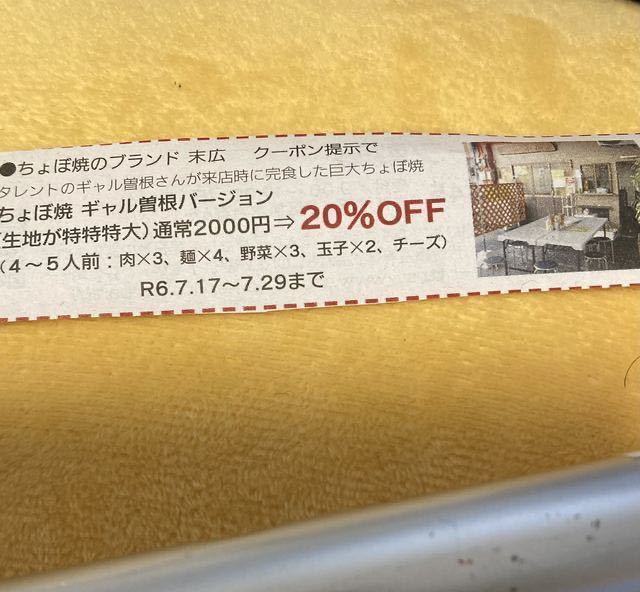 ●ちょぼ焼のブランド 末広 クーポン提示で
タレントのギャル曽根さんが来店時に完食した巨大ちょぼ焼
ちょぼ焼 ギャル曽根バージョン
(生地が特特特大)通常2000円⇒20%OFF
(4～5人前：肉×3、麺×4、野菜×3、玉子×2、チーズ)
R6.7.17～7.29まで